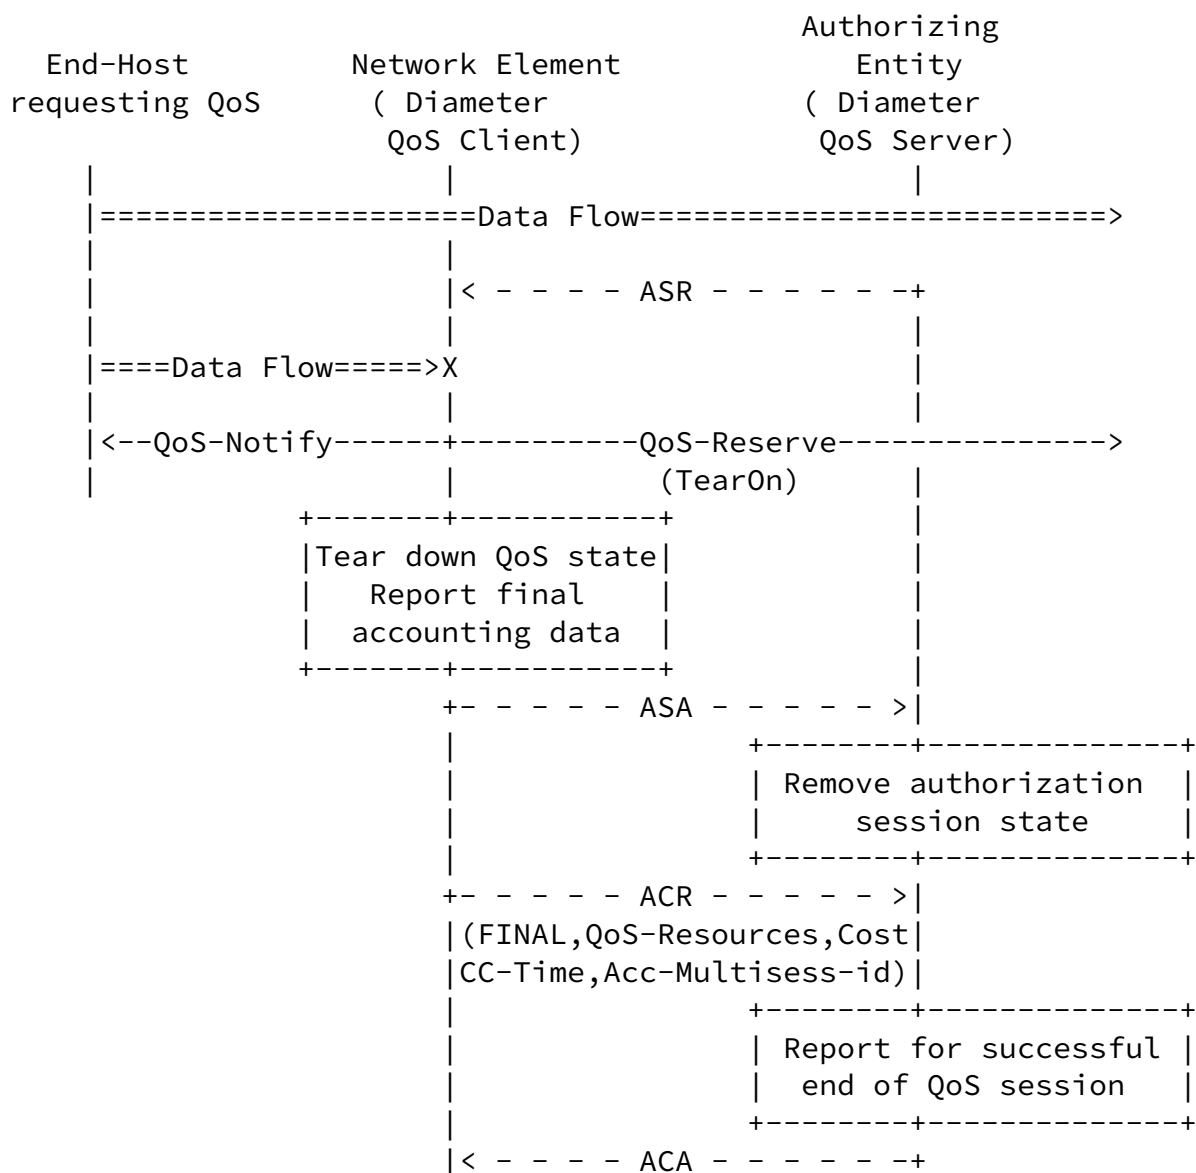 Authorizing
End-Host Network Element Entity
requesting QoS ( Diameter ( Diameter
QoS Client) QoS Server)
Data Flow
ASR
Data Flow X
QoS-Notify QoS-Reserve
(TearOn)
Tear down QoS state
Report final
accounting data
ASA
Remove authorization
session state
ACR
(FINAL,QoS-Resources,Cost
CC-Time,Acc-Multisess-id)
Report for successful
end of QoS session
ACA